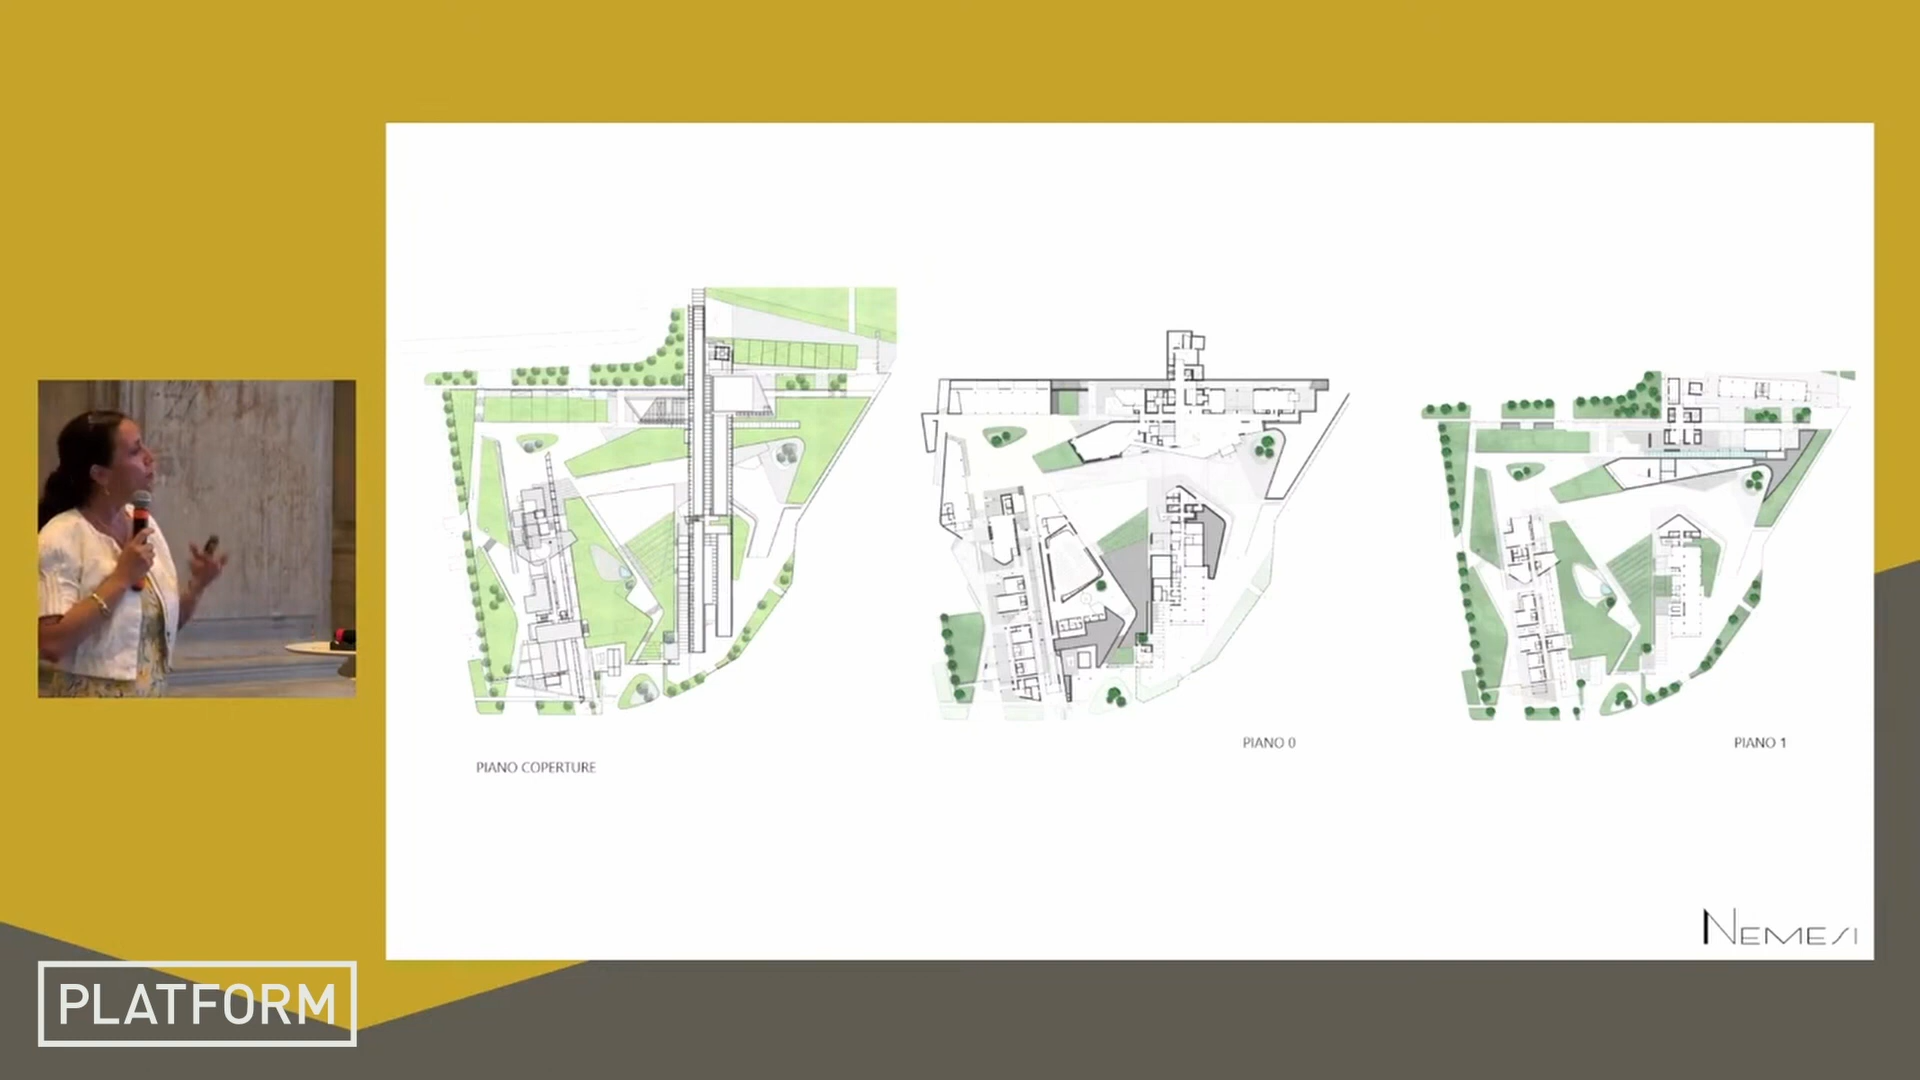 PIANO COPERTURE
PIANO 0
PIANO 1
NEMESI
PLATFORM